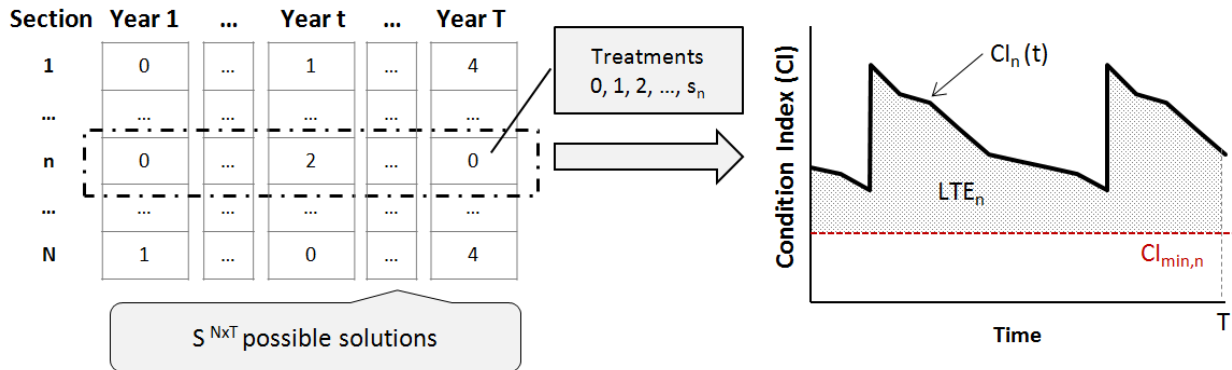 Section Year 1 ... Year t ... Year T
1 0 ... 1 ... 4
... ... ... ... ... ...
n 0 ... 2 ... 0
... ... ... ... ... ...
N 1 ... 0 ... 4
S NxT possible solutions
Treatments
0, 1, 2, ..., sn
Condition Index (CI)
CIn (t)
LTEn
CImin,n
Time
T